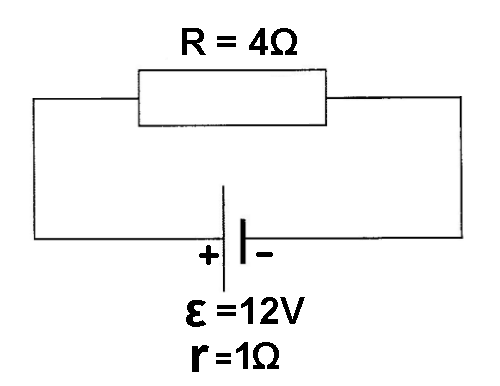 R = 4Ω
+ -
ε =12V
r =1Ω